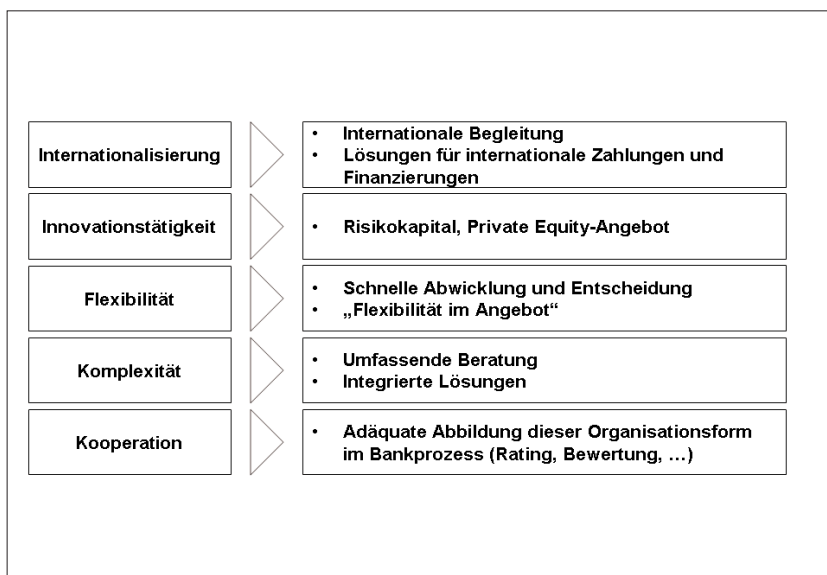 Internationalisierung
• Internationale Begleitung
• Lösungen für internationale Zahlungen und
Finanzierungen
Innovationstätigkeit
• Risikokapital, Private Equity-Angebot
Flexibilität
• Schnelle Abwicklung und Entscheidung
• „Flexibilität im Angebot“
Komplexität
• Umfassende Beratung
• Integrierte Lösungen
Kooperation
• Adäquate Abbildung dieser Organisationsform
im Bankprozess (Rating, Bewertung, …)